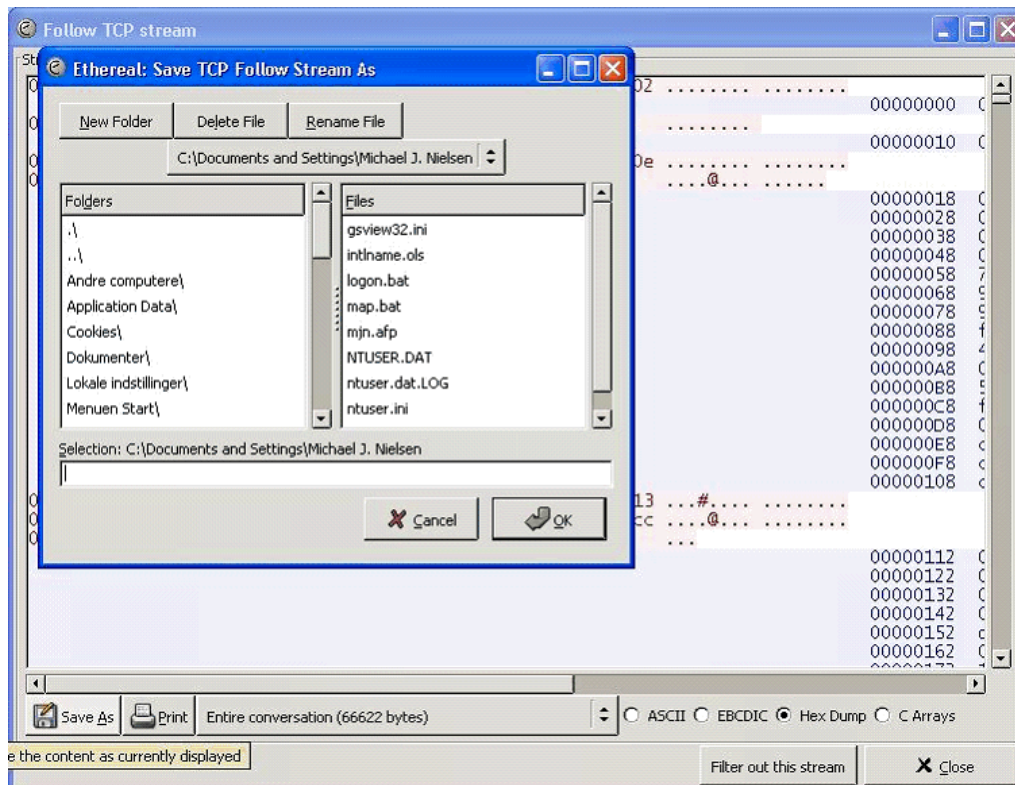 Follow TCP stream
Ethereal: Save TCP Follow Stream As
New Folder Delete File Rename File
C:\Documents and Settings\Michael J. Nielsen
Folders Files
.\ gsview32.ini
..\ intlname.ols
Andre computere\ logon.bat
Application Data\ map.bat
Cookies\ mjn.afp
Dokumenter\ NTUSER.DAT
Lokale indstillinger\ ntuser.dat.LOG
Menuen Start\ ntuser.ini
Selection: C:\Documents and Settings\Michael J. Nielsen
Cancel OK
02 ........ ........
00000000
........
00000010
0e ........ ........
....@... ......
00000018
00000028
00000038
00000048
00000058
00000068
00000078
00000088
00000098
000000A8
000000B8
000000C8
000000D8
000000E8
000000F8
00000108
13 ...#.... ........
cc ....@... ........
...
00000112
00000122
00000132
00000142
00000152
00000162
Save As Print Entire conversation (66622 bytes) ASCII EBCDIC Hex Dump C Arrays
e the content as currently displayed
Filter out this stream Close